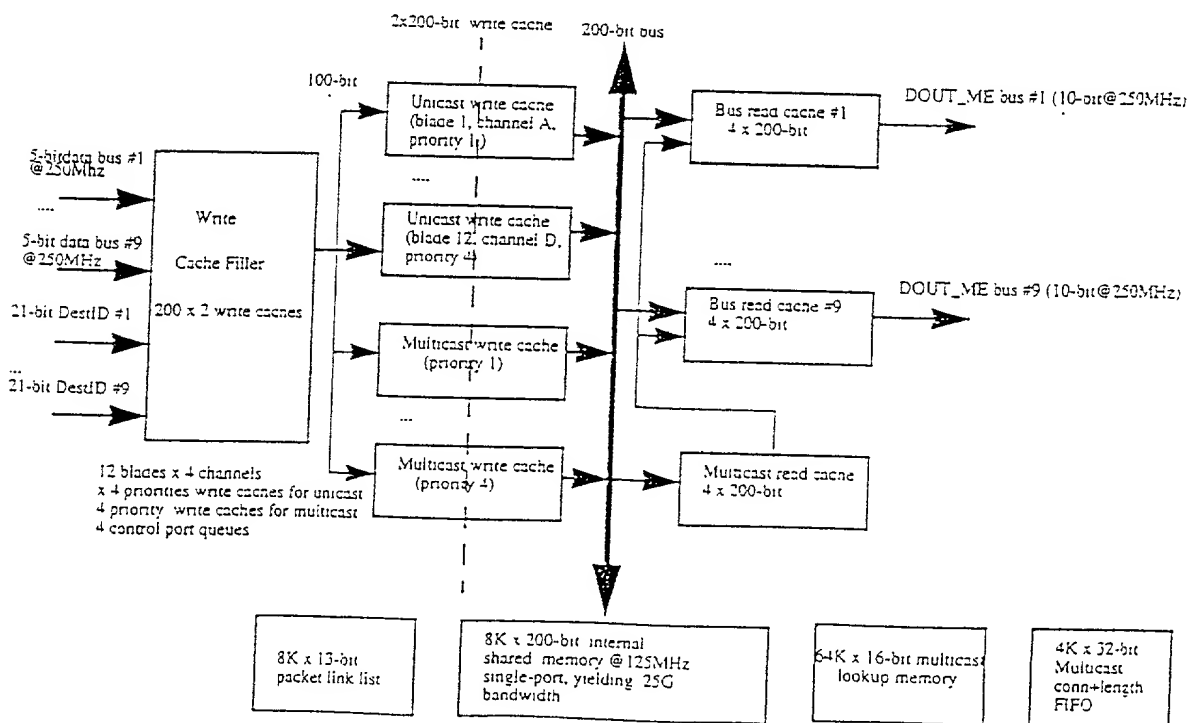 2x200-bit write cache
200-bit bus
100-bit
Unicast write cache
(blade 1, channel A,
priority 1)
Bus read cache #1
4 x 200-bit
DOUT_ME bus #1 (10-bit@250MHz)
5-bitdata bus #1
@250Mhz
....
5-bit data bus #9
@250MHz
21-bit DestID #1
....
21-bit DestID #9
Write
Cache Filler
200 x 2 write caches
....
Unicast write cache
(blade 12, channel D,
priority 4)
....
Bus read cache #9
4 x 200-bit
DOUT_ME bus #9 (10-bit@250MHz)
Multicast write cache
(priority 1)
....
Multicast write cache
(priority 4)
Multicast read cache
4 x 200-bit
12 blades x 4 channels
x 4 priorities write caches for unicast
4 priority write caches for multicast
4 control port queues
8K x 13-bit
packet link list
8K x 200-bit internal
shared memory @125MHz
single-port, yielding 25G
bandwidth
64K x 16-bit multicast
lookup memory
4K x 32-bit
Multicast
conn+length
FIFO